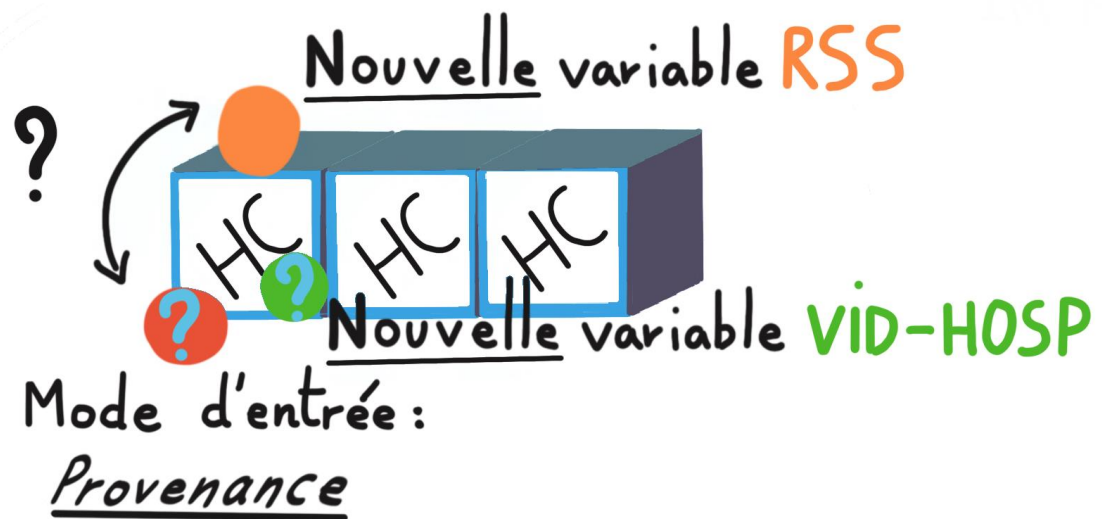 Nouvelle variable RSS
?
HC HC HC
? ?
Nouvelle variable VID-HOSP
Mode d'entrée :
Provenance